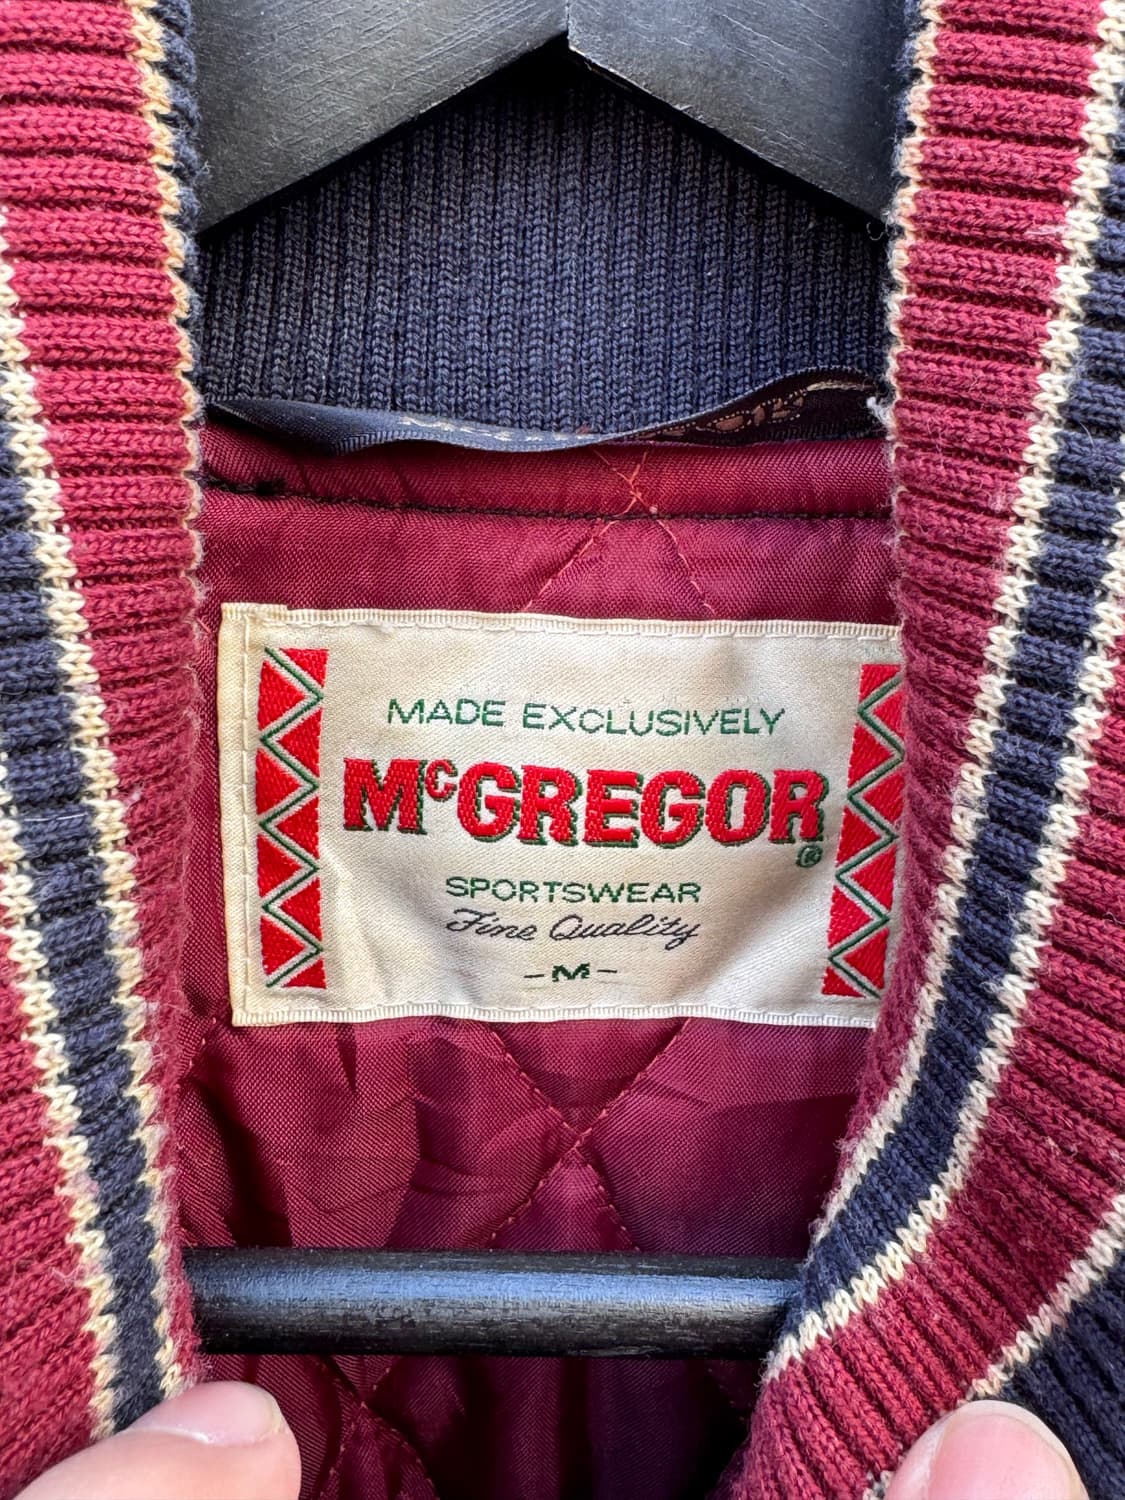 MADE EXCLUSIVELY
McGREGOR®
SPORTSWEAR
Fine Quality
-M-